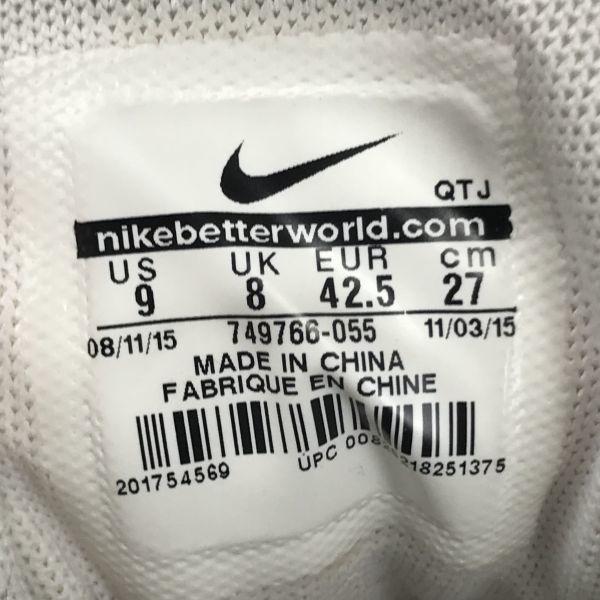 QTJ
nikebetterworld.com
US UK EUR cm
9 8 42.5 27
08/11/15 749766-055 11/03/15
MADE IN CHINA
FABRIQUE EN CHINE
201754569 UPC